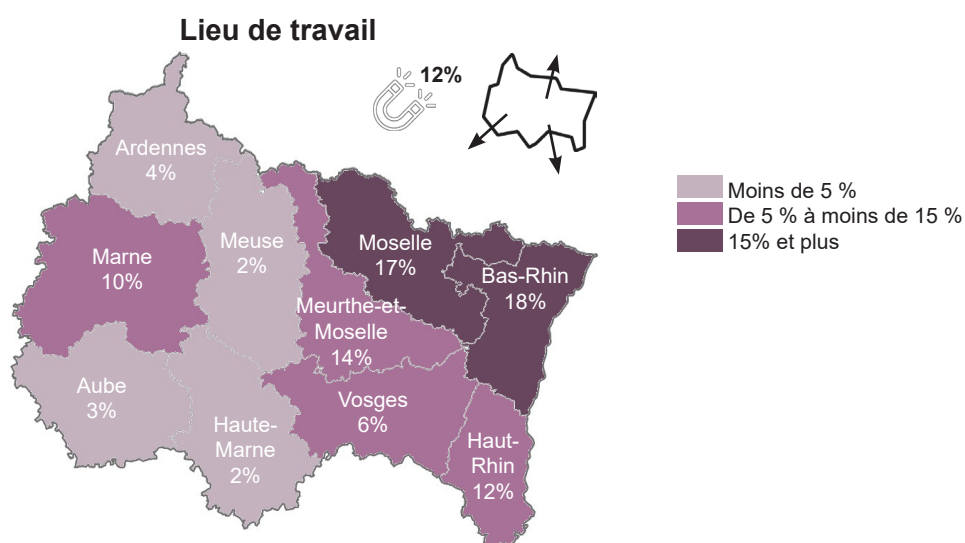 Lieu de travail
12%
Ardennes
4%
Marne
10%
Meuse
2%
Moselle
17%
Bas-Rhin
18%
Meurthe-et-
Moselle
14%
Aube
3%
Haute-
Marne
2%
Vosges
6%
Haut-
Rhin
12%
Moins de 5 %
De 5 % à moins de 15 %
15% et plus